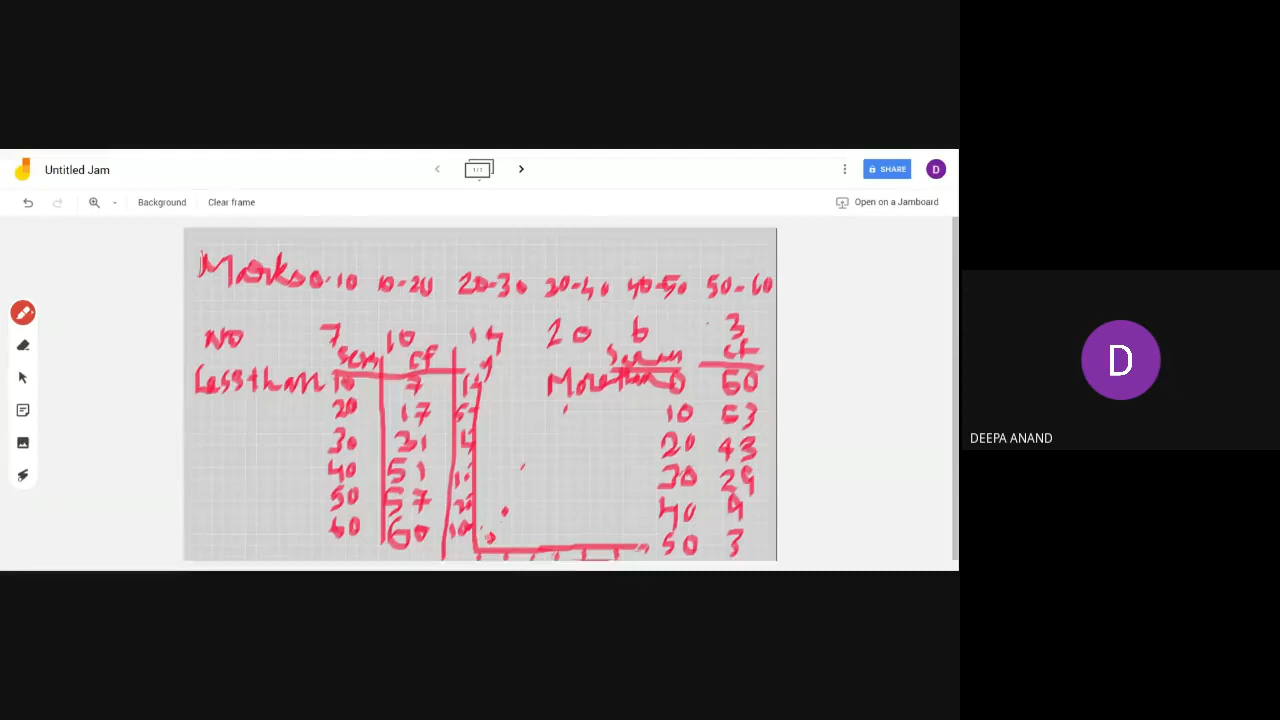 Untitled Jam
1/1
SHARE
D
Background
Clear frame
Open on a Jamboard
Marks 0-10 10-20 20-30 30-40 40-50 50-60
No 7 10 14 20 6 3
cf cf
Less than 10 7 More than 0 60
20 17 10 53
30 31 20 43
40 51 30 29
50 57 40 9
60 60 50 3
D
DEEPA ANAND